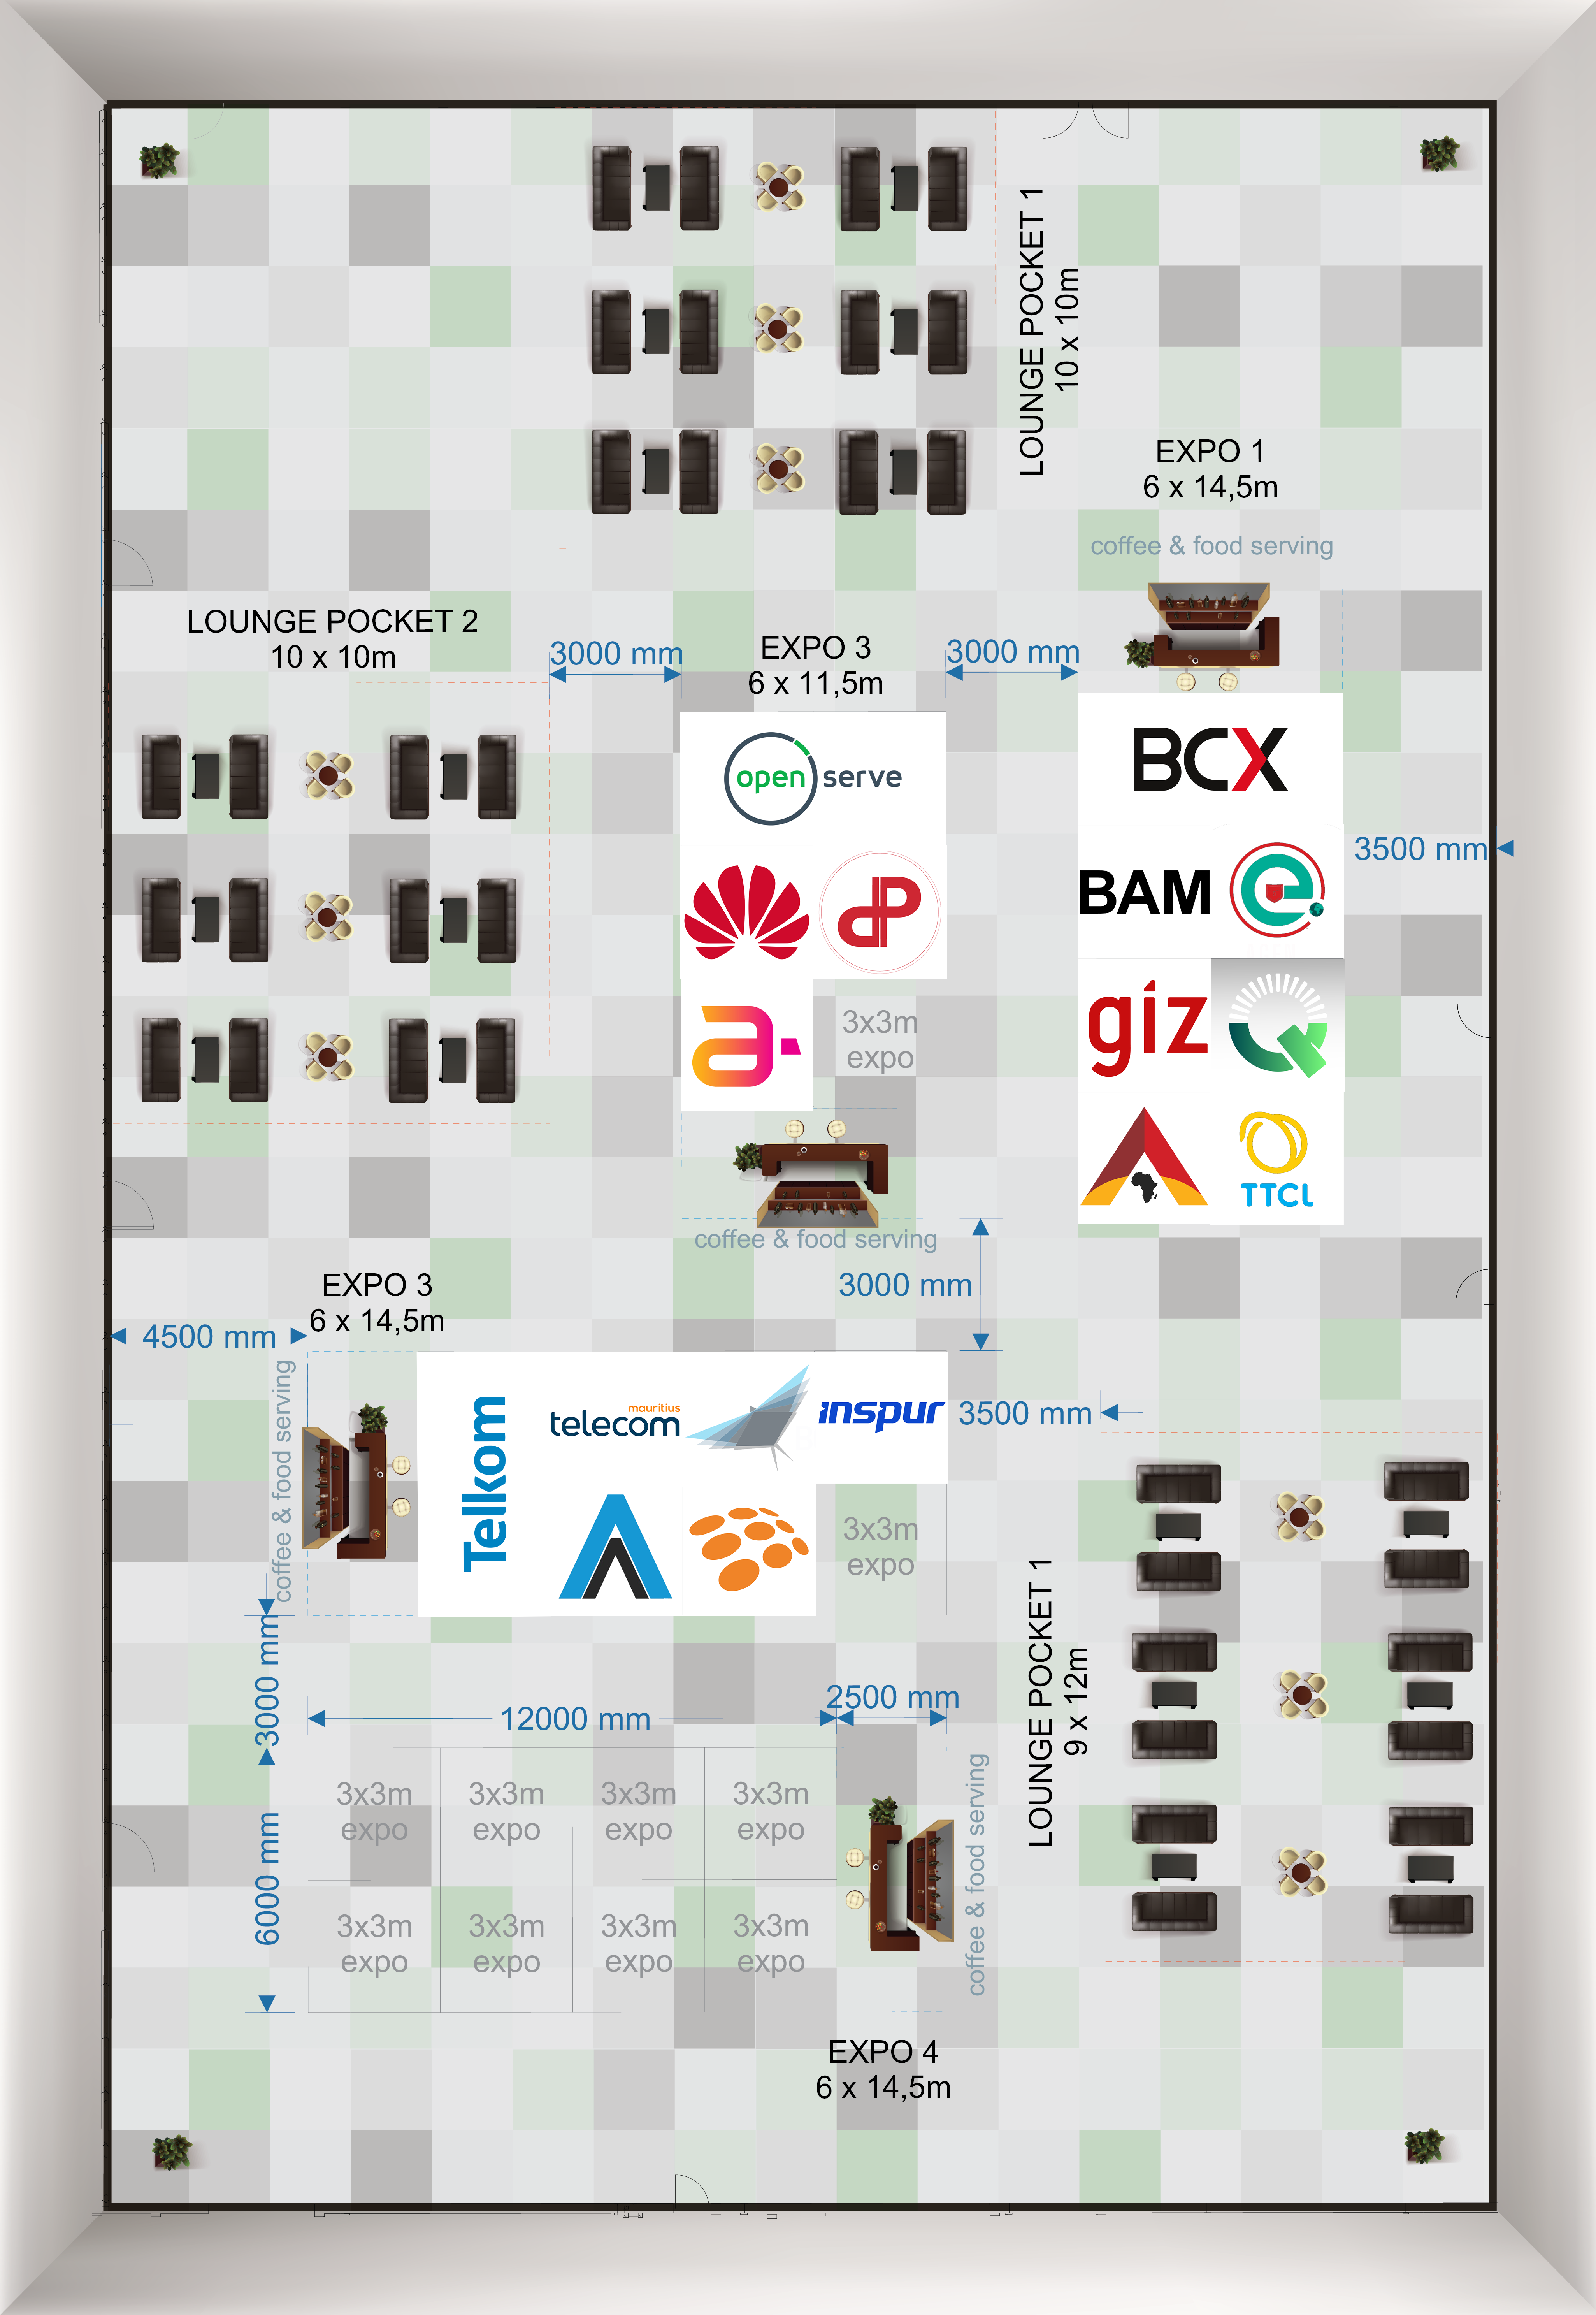 LOUNGE POCKET 1
10 x 10m
EXPO 1
6 x 14,5m
coffee & food serving
LOUNGE POCKET 2
10 x 10m
3000 mm
EXPO 3
6 x 11,5m
3000 mm
open serve
BCX
3500 mm
BAM
e
giz
a
3x3m
expo
TTCL
coffee & food serving
3000 mm
EXPO 3
6 x 14,5m
4500 mm
coffee & food serving
Telkom
mauritius
telecom
inspur
3500 mm
3x3m
expo
LOUNGE POCKET 1
9 x 12m
3000 mm
12000 mm
2500 mm
6000 mm
3x3m
expo
3x3m
expo
3x3m
expo
3x3m
expo
3x3m
expo
3x3m
expo
3x3m
expo
3x3m
expo
coffee & food serving
EXPO 4
6 x 14,5m